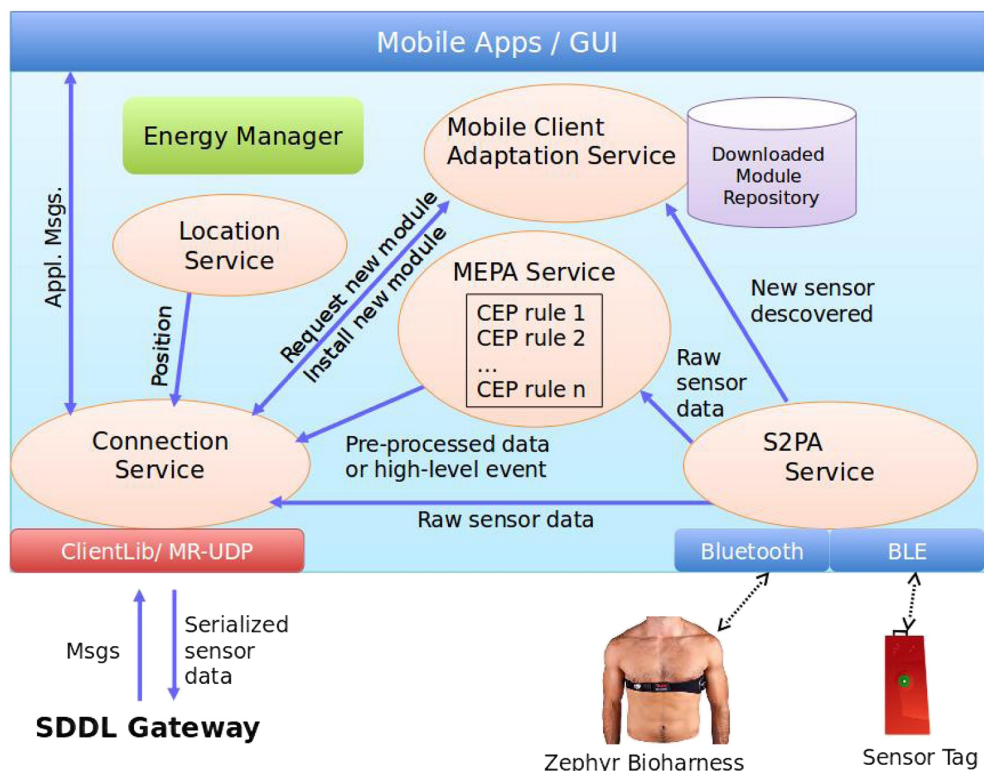 Mobile Apps / GUI
Energy Manager
Mobile Client
Adaptation Service
Downloaded
Module
Repository
Appl. Msgs.
Location
Service
Request new module
Install new module
MEPA Service
CEP rule 1
CEP rule 2
...
CEP rule n
New sensor
descovered
Position
Raw
sensor
data
Connection
Service
Pre-processed data
or high-level event
S2PA
Service
Raw sensor data
ClientLib/ MR-UDP
Bluetooth
BLE
Msgs
Serialized
sensor
data
SDDL Gateway
Zephyr Bioharness
Sensor Tag